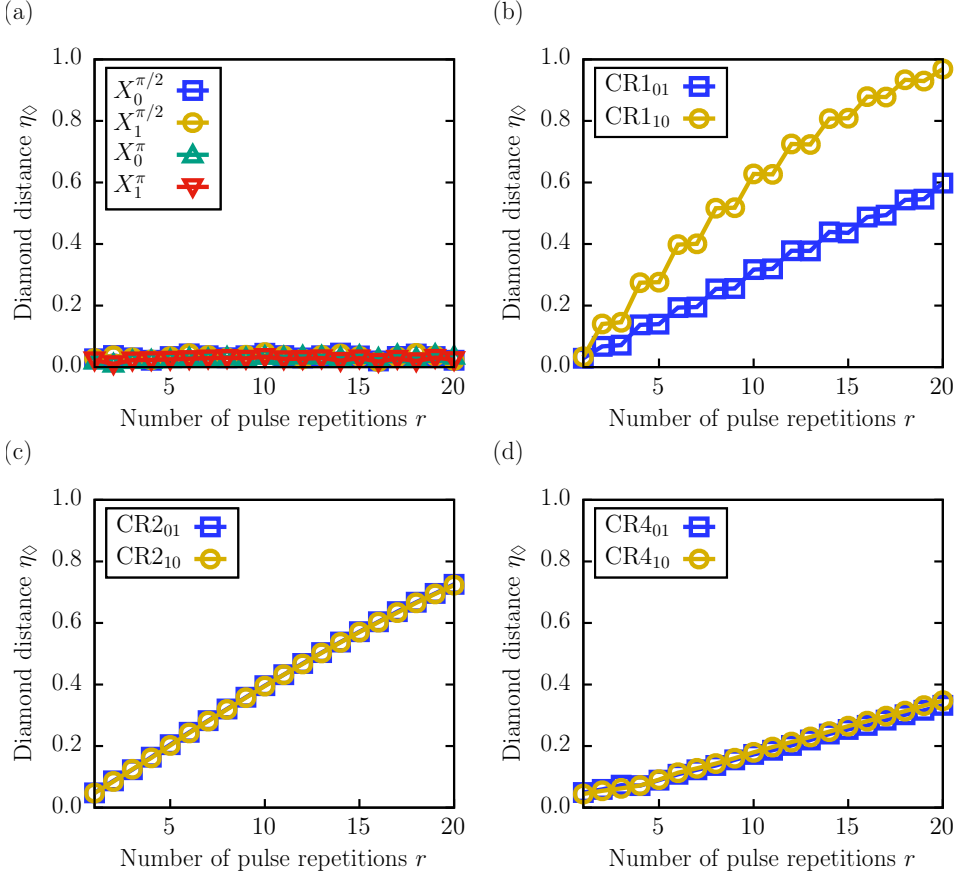 (a)
Diamond distance η◊
1.0
0.8
0.6
0.4
0.2
0.0
X₀^{π/2}
X₁^{π/2}
X₀^π
X₁^π
5 10 15 20
Number of pulse repetitions r
(b)
Diamond distance η◊
1.0
0.8
0.6
0.4
0.2
0.0
CR1₀₁
CR1₁₀
5 10 15 20
Number of pulse repetitions r
(c)
Diamond distance η◊
1.0
0.8
0.6
0.4
0.2
0.0
CR2₀₁
CR2₁₀
5 10 15 20
Number of pulse repetitions r
(d)
Diamond distance η◊
1.0
0.8
0.6
0.4
0.2
0.0
CR4₀₁
CR4₁₀
5 10 15 20
Number of pulse repetitions r